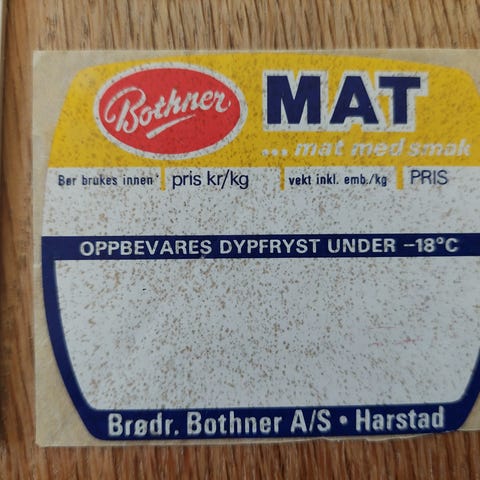 Bothner
MAT
... mat med smak
Bør brukes innen pris kr/kg vekt inkl. emb./kg PRIS
OPPBEVARES DYPFRYST UNDER –18°C
Brødr. Bothner A/S • Harstad